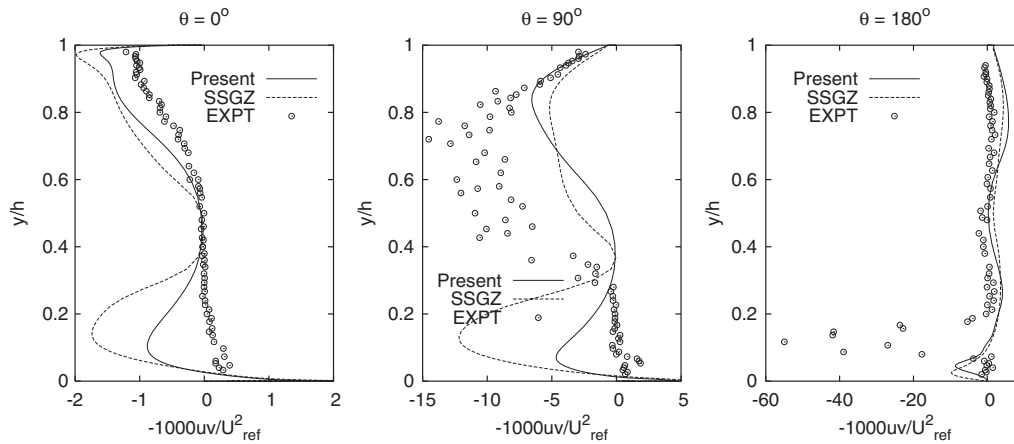 θ = 0°
θ = 90°
θ = 180°
1
0.8
0.6
0.4
0.2
0
y/h
Present
SSGZ
EXPT
-2
-1
0
1
2
-1000uv/U²ref
1
0.8
0.6
0.4
0.2
0
y/h
Present
SSGZ
EXPT
-15
-10
-5
0
5
-1000uv/U²ref
1
0.8
0.6
0.4
0.2
0
y/h
Present
SSGZ
EXPT
-60
-40
-20
0
20
-1000uv/U²ref